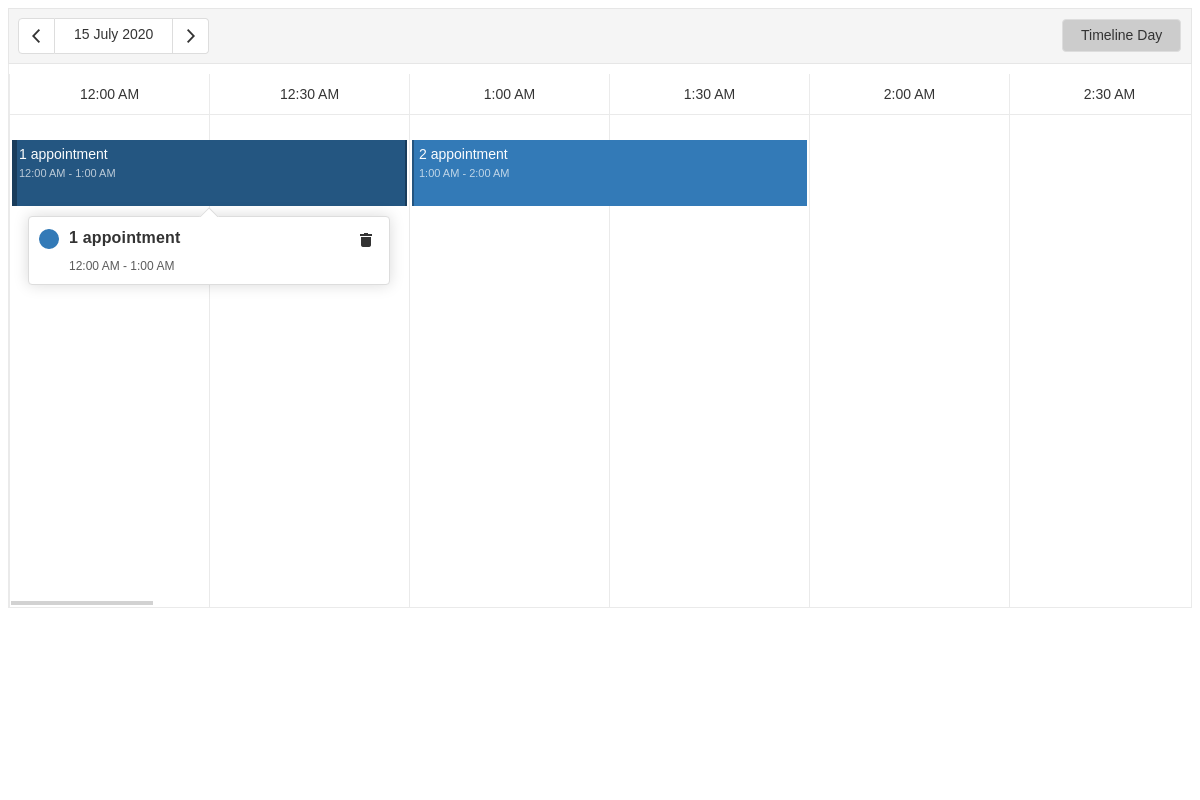 15 July 2020
Timeline Day
12:00 AM
12:30 AM
1:00 AM
1:30 AM
2:00 AM
2:30 AM
1 appointment
12:00 AM - 1:00 AM
2 appointment
1:00 AM - 2:00 AM
1 appointment
12:00 AM - 1:00 AM